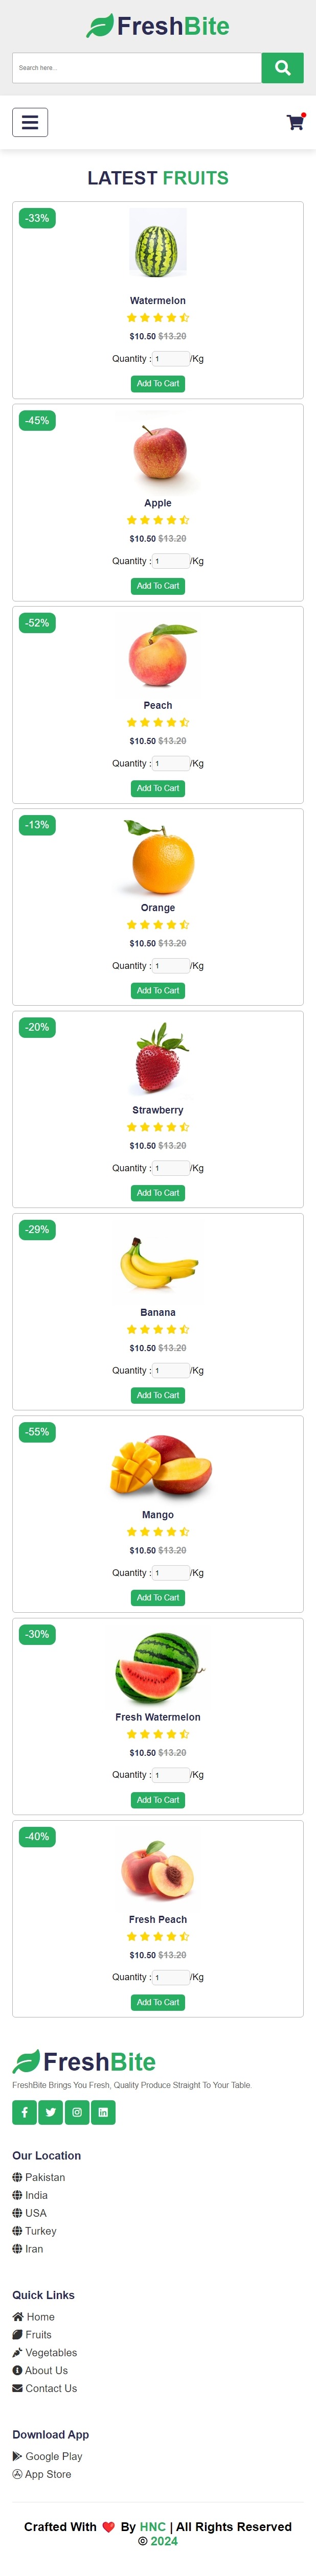 FreshBite
Search here...
LATEST FRUITS
-33%
Watermelon
$10.50 $13.20
Quantity : 1 /Kg
Add To Cart
-45%
Apple
$10.50 $13.20
Quantity : 1 /Kg
Add To Cart
-52%
Peach
$10.50 $13.20
Quantity : 1 /Kg
Add To Cart
-13%
Orange
$10.50 $13.20
Quantity : 1 /Kg
Add To Cart
-20%
Strawberry
$10.50 $13.20
Quantity : 1 /Kg
Add To Cart
-29%
Banana
$10.50 $13.20
Quantity : 1 /Kg
Add To Cart
-55%
Mango
$10.50 $13.20
Quantity : 1 /Kg
Add To Cart
-30%
Fresh Watermelon
$10.50 $13.20
Quantity : 1 /Kg
Add To Cart
-40%
Fresh Peach
$10.50 $13.20
Quantity : 1 /Kg
Add To Cart
FreshBite
FreshBite Brings You Fresh, Quality Produce Straight To Your Table.
Our Location
Pakistan
India
USA
Turkey
Iran
Quick Links
Home
Fruits
Vegetables
About Us
Contact Us
Download App
Google Play
App Store
Crafted With ❤️ By HNC | All Rights Reserved
© 2024